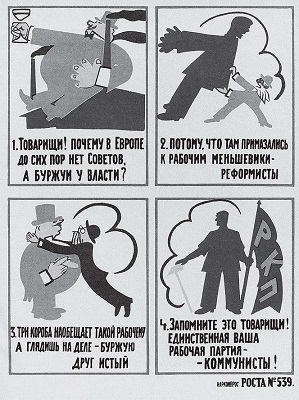 1. ТОВАРИЩИ! ПОЧЕМУ В ЕВРОПЕ
ДО СИХ ПОР НЕТ СОВЕТОВ,
А БУРЖУИ У ВЛАСТИ?
2. ПОТОМУ, ЧТО ТАМ ПРИМАЗАЛИСЬ
К РАБОЧИМ МЕНЬШЕВИКИ-
РЕФОРМИСТЫ
3. ТРИ КОРОБА НАОБЕЩАЕТ ТАКОЙ РАБОЧЕМУ
А ГЛЯДИШЬ НА ДЕЛЕ – БУРЖУЮ
ДРУГ ИСТЫЙ
РКП
4. ЗАПОМНИТЕ ЭТО ТОВАРИЩИ!
ЕДИНСТВЕННАЯ ВАША
РАБОЧАЯ ПАРТИЯ-
-КОММУНИСТЫ!
РОСТА №539.